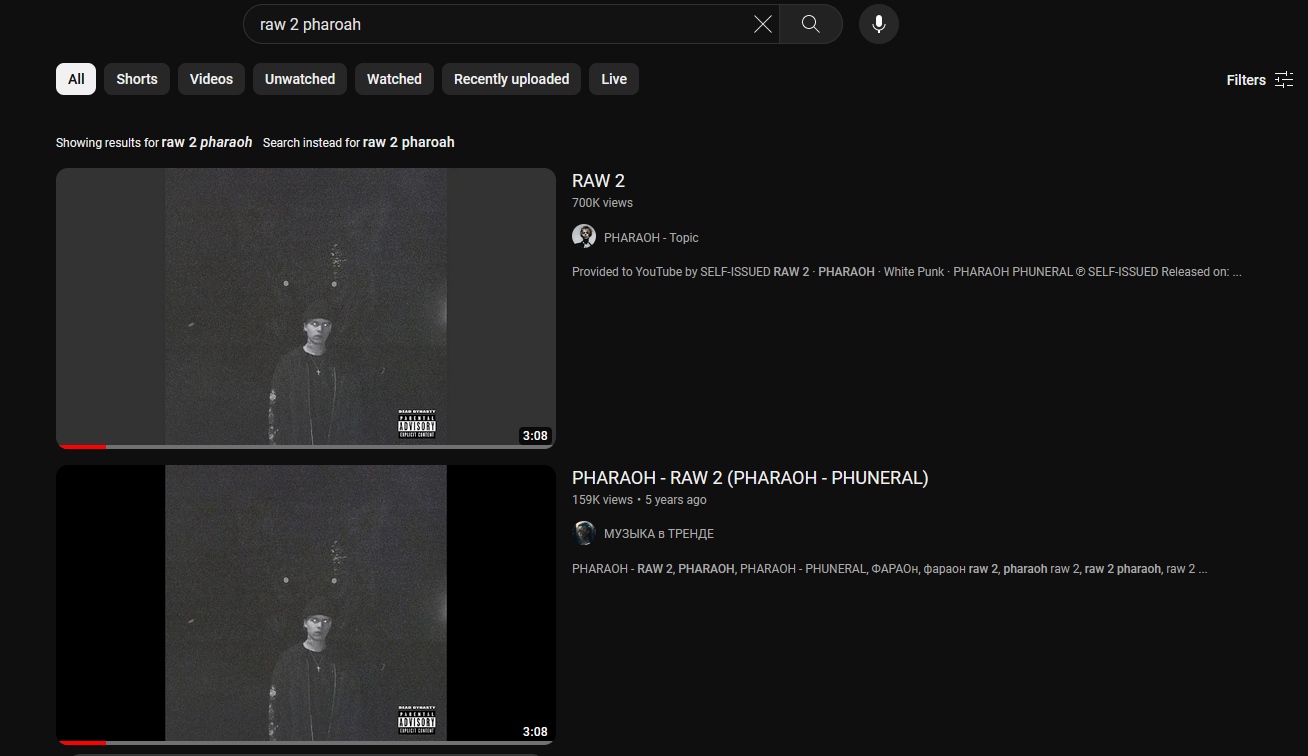 raw 2 pharoah
All Shorts Videos Unwatched Watched Recently uploaded Live Filters
Showing results for raw 2 pharaoh Search instead for raw 2 pharoah
RAW 2
700K views
PHARAOH - Topic
Provided to YouTube by SELF-ISSUED RAW 2 · PHARAOH · White Punk · PHARAOH PHUNERAL ℗ SELF-ISSUED Released on: ...
DEAD DYNASTY
PARENTAL
ADVISORY
EXPLICIT CONTENT
3:08
PHARAOH - RAW 2 (PHARAOH - PHUNERAL)
159K views • 5 years ago
МУЗЫКА в ТРЕНДЕ
PHARAOH - RAW 2, PHARAOH, PHARAOH - PHUNERAL, ФАРАОн, фараон raw 2, pharaoh raw 2, raw 2 pharaoh, raw 2 ...
DEAD DYNASTY
PARENTAL
ADVISORY
EXPLICIT CONTENT
3:08